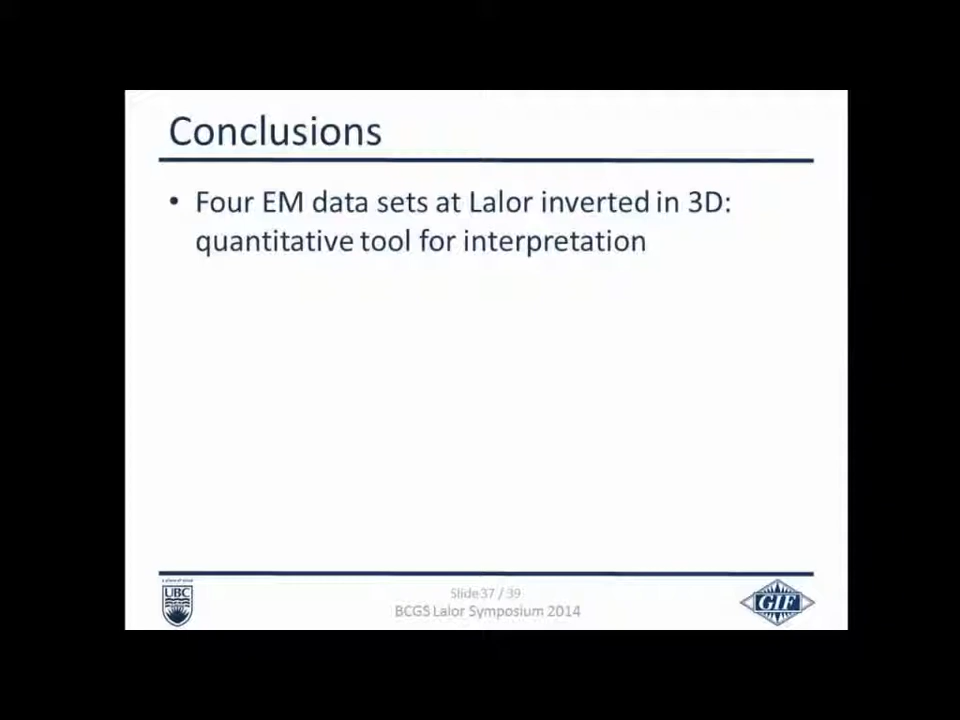 Conclusions
• Four EM data sets at Lalor inverted in 3D:
quantitative tool for interpretation
UBC
Slide 37 / 39
BCGS Lalor Symposium 2014
GIF